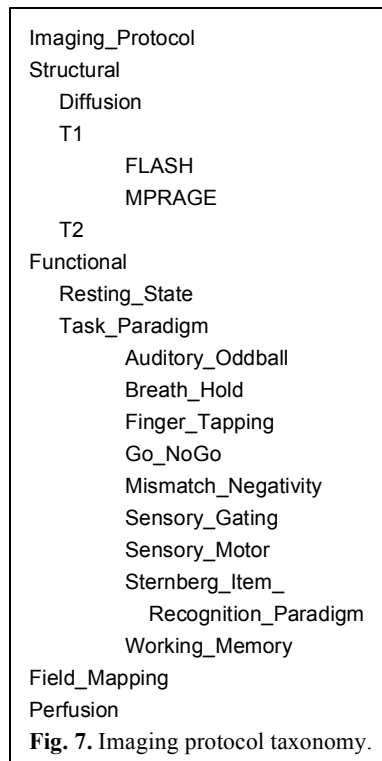 Imaging_Protocol
Structural
Diffusion
T1
FLASH
MPRAGE
T2
Functional
Resting_State
Task_Paradigm
Auditory_Oddball
Breath_Hold
Finger_Tapping
Go_NoGo
Mismatch_Negativity
Sensory_Gating
Sensory_Motor
Sternberg_Item_
Recognition_Paradigm
Working_Memory
Field_Mapping
Perfusion
Fig. 7. Imaging protocol taxonomy.